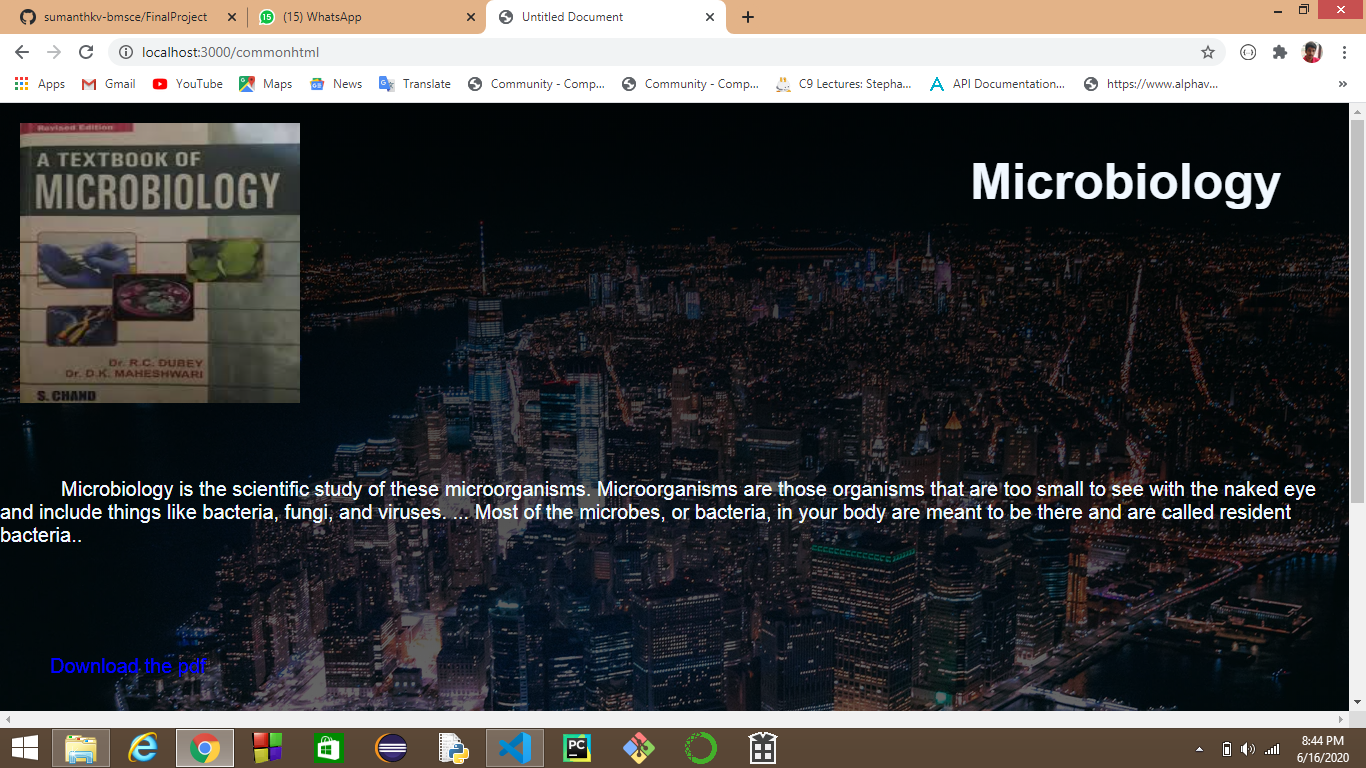 sumanthkv-bmsce/FinalProject
(15) WhatsApp
Untitled Document
localhost:3000/commonhtml
Apps
Gmail
YouTube
Maps
News
Translate
Community - Comp...
Community - Comp...
C9 Lectures: Stepha...
API Documentation...
https://www.alphav...
»
Revised Edition
A TEXTBOOK OF
MICROBIOLOGY
Dr. R.C. DUBEY
Dr. D.K. MAHESHWARI
S. CHAND
Microbiology
Microbiology is the scientific study of these microorganisms. Microorganisms are those organisms that are too small to see with the naked eye
and include things like bacteria, fungi, and viruses. ... Most of the microbes, or bacteria, in your body are meant to be there and are called resident
bacteria..
Download the pdf
PC
8:44 PM
6/16/2020